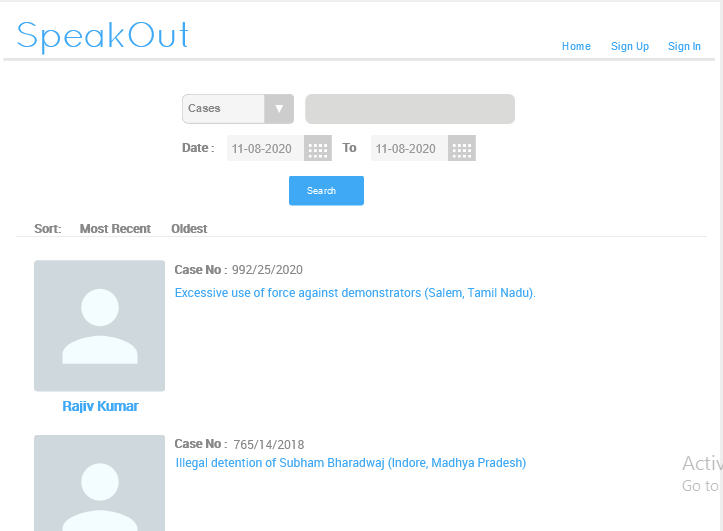 SpeakOut
Home Sign Up Sign In
Cases
Date : 11-08-2020 To 11-08-2020
Search
Sort: Most Recent Oldest
Case No : 992/25/2020
Excessive use of force against demonstrators (Salem, Tamil Nadu).
Rajiv Kumar
Case No : 765/14/2018
Illegal detention of Subham Bharadwaj (Indore, Madhya Pradesh)
Activ
Go to